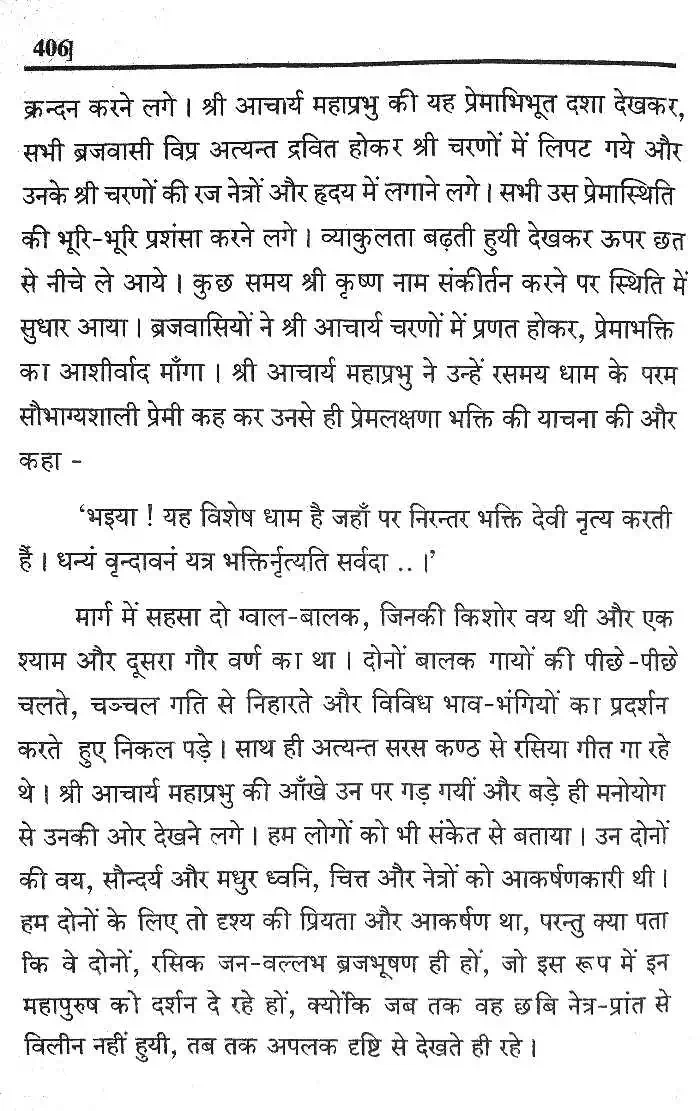 406]
क्रन्दन करने लगे । श्री आचार्य महाप्रभु की यह प्रेमाभिभूत दशा देखकर,
सभी ब्रजवासी विप्र अत्यन्त द्रवित होकर श्री चरणों में लिपट गये और
उनके श्री चरणों की रज नेत्रों और हृदय में लगाने लगे । सभी उस प्रेमास्थिति
की भूरि-भूरि प्रशंसा करने लगे । व्याकुलता बढ़ती हुयी देखकर ऊपर छत
से नीचे ले आये । कुछ समय श्री कृष्ण नाम संकीर्तन करने पर स्थिति में
सुधार आया । ब्रजवासियों ने श्री आचार्य चरणों में प्रणत होकर, प्रेमाभक्ति
का आशीर्वाद माँगा । श्री आचार्य महाप्रभु ने उन्हें रसमय धाम के परम
सौभाग्यशाली प्रेमी कह कर उनसे ही प्रेमलक्षणा भक्ति की याचना की और
कहा -
‘भइया ! यह विशेष धाम है जहाँ पर निरन्तर भक्ति देवी नृत्य करती
हैं । धन्यं वृन्दावनं यत्र भक्तिर्नृत्यति सर्वदा . . ।’
मार्ग में सहसा दो ग्वाल-बालक, जिनकी किशोर वय थी और एक
श्याम और दूसरा गौर वर्ण का था । दोनों बालक गायों की पीछे-पीछे
चलते, चञ्चल गति से निहारते और विविध भाव-भंगियों का प्रदर्शन
करते हुए निकल पड़े । साथ ही अत्यन्त सरस कण्ठ से रसिया गीत गा रहे
थे । श्री आचार्य महाप्रभु की आँखे उन पर गड़ गयीं और बड़े ही मनोयोग
से उनकी ओर देखने लगे । हम लोगों को भी संकेत से बताया । उन दोनों
की वय, सौन्दर्य और मधुर ध्वनि, चित्त और नेत्रों को आकर्षणकारी थी ।
हम दोनों के लिए तो दृश्य की प्रियता और आकर्षण था, परन्तु क्या पता
कि वे दोनों, रसिक जन-वल्लभ ब्रजभूषण ही हों, जो इस रूप में इन
महापुरुष को दर्शन दे रहे हों, क्योंकि जब तक वह छबि नेत्र-प्रांत से
विलीन नहीं हुयी, तब तक अपलक दृष्टि से देखते ही रहे ।